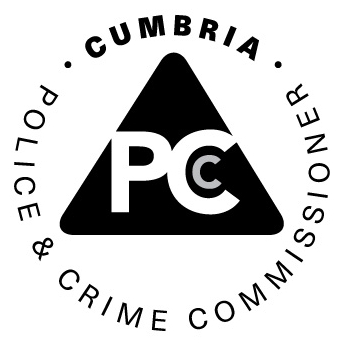 • CUMBRIA •
POLICE & CRIME COMMISSIONER
PCC